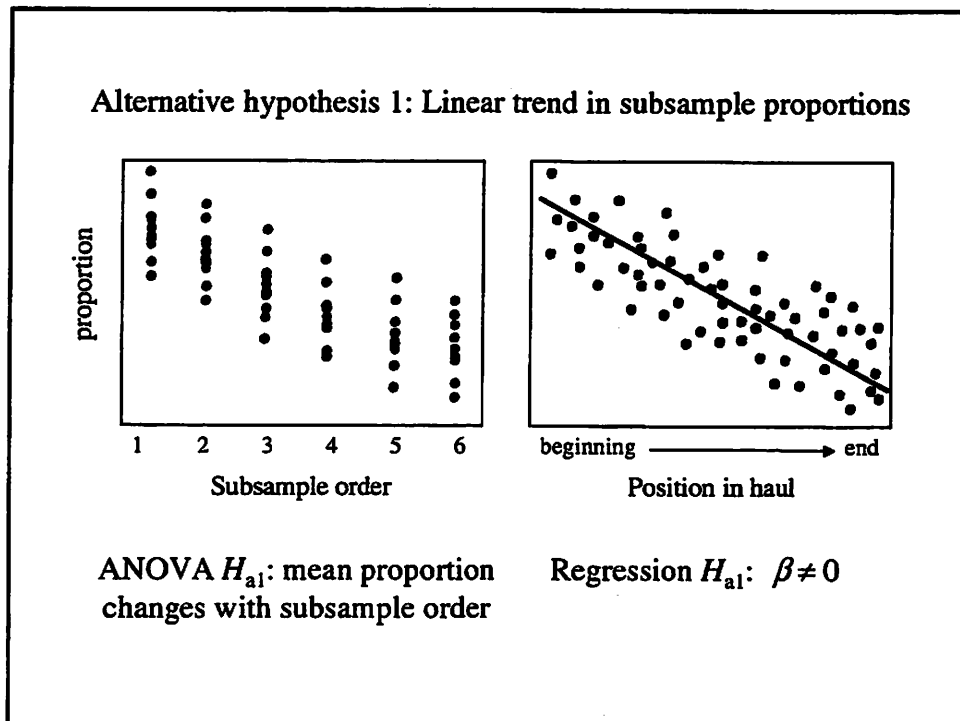 Alternative hypothesis 1: Linear trend in subsample proportions
proportion
1 2 3 4 5 6
Subsample order
beginning end
Position in haul
ANOVA Ha1: mean proportion
changes with subsample order
Regression Ha1: β ≠ 0